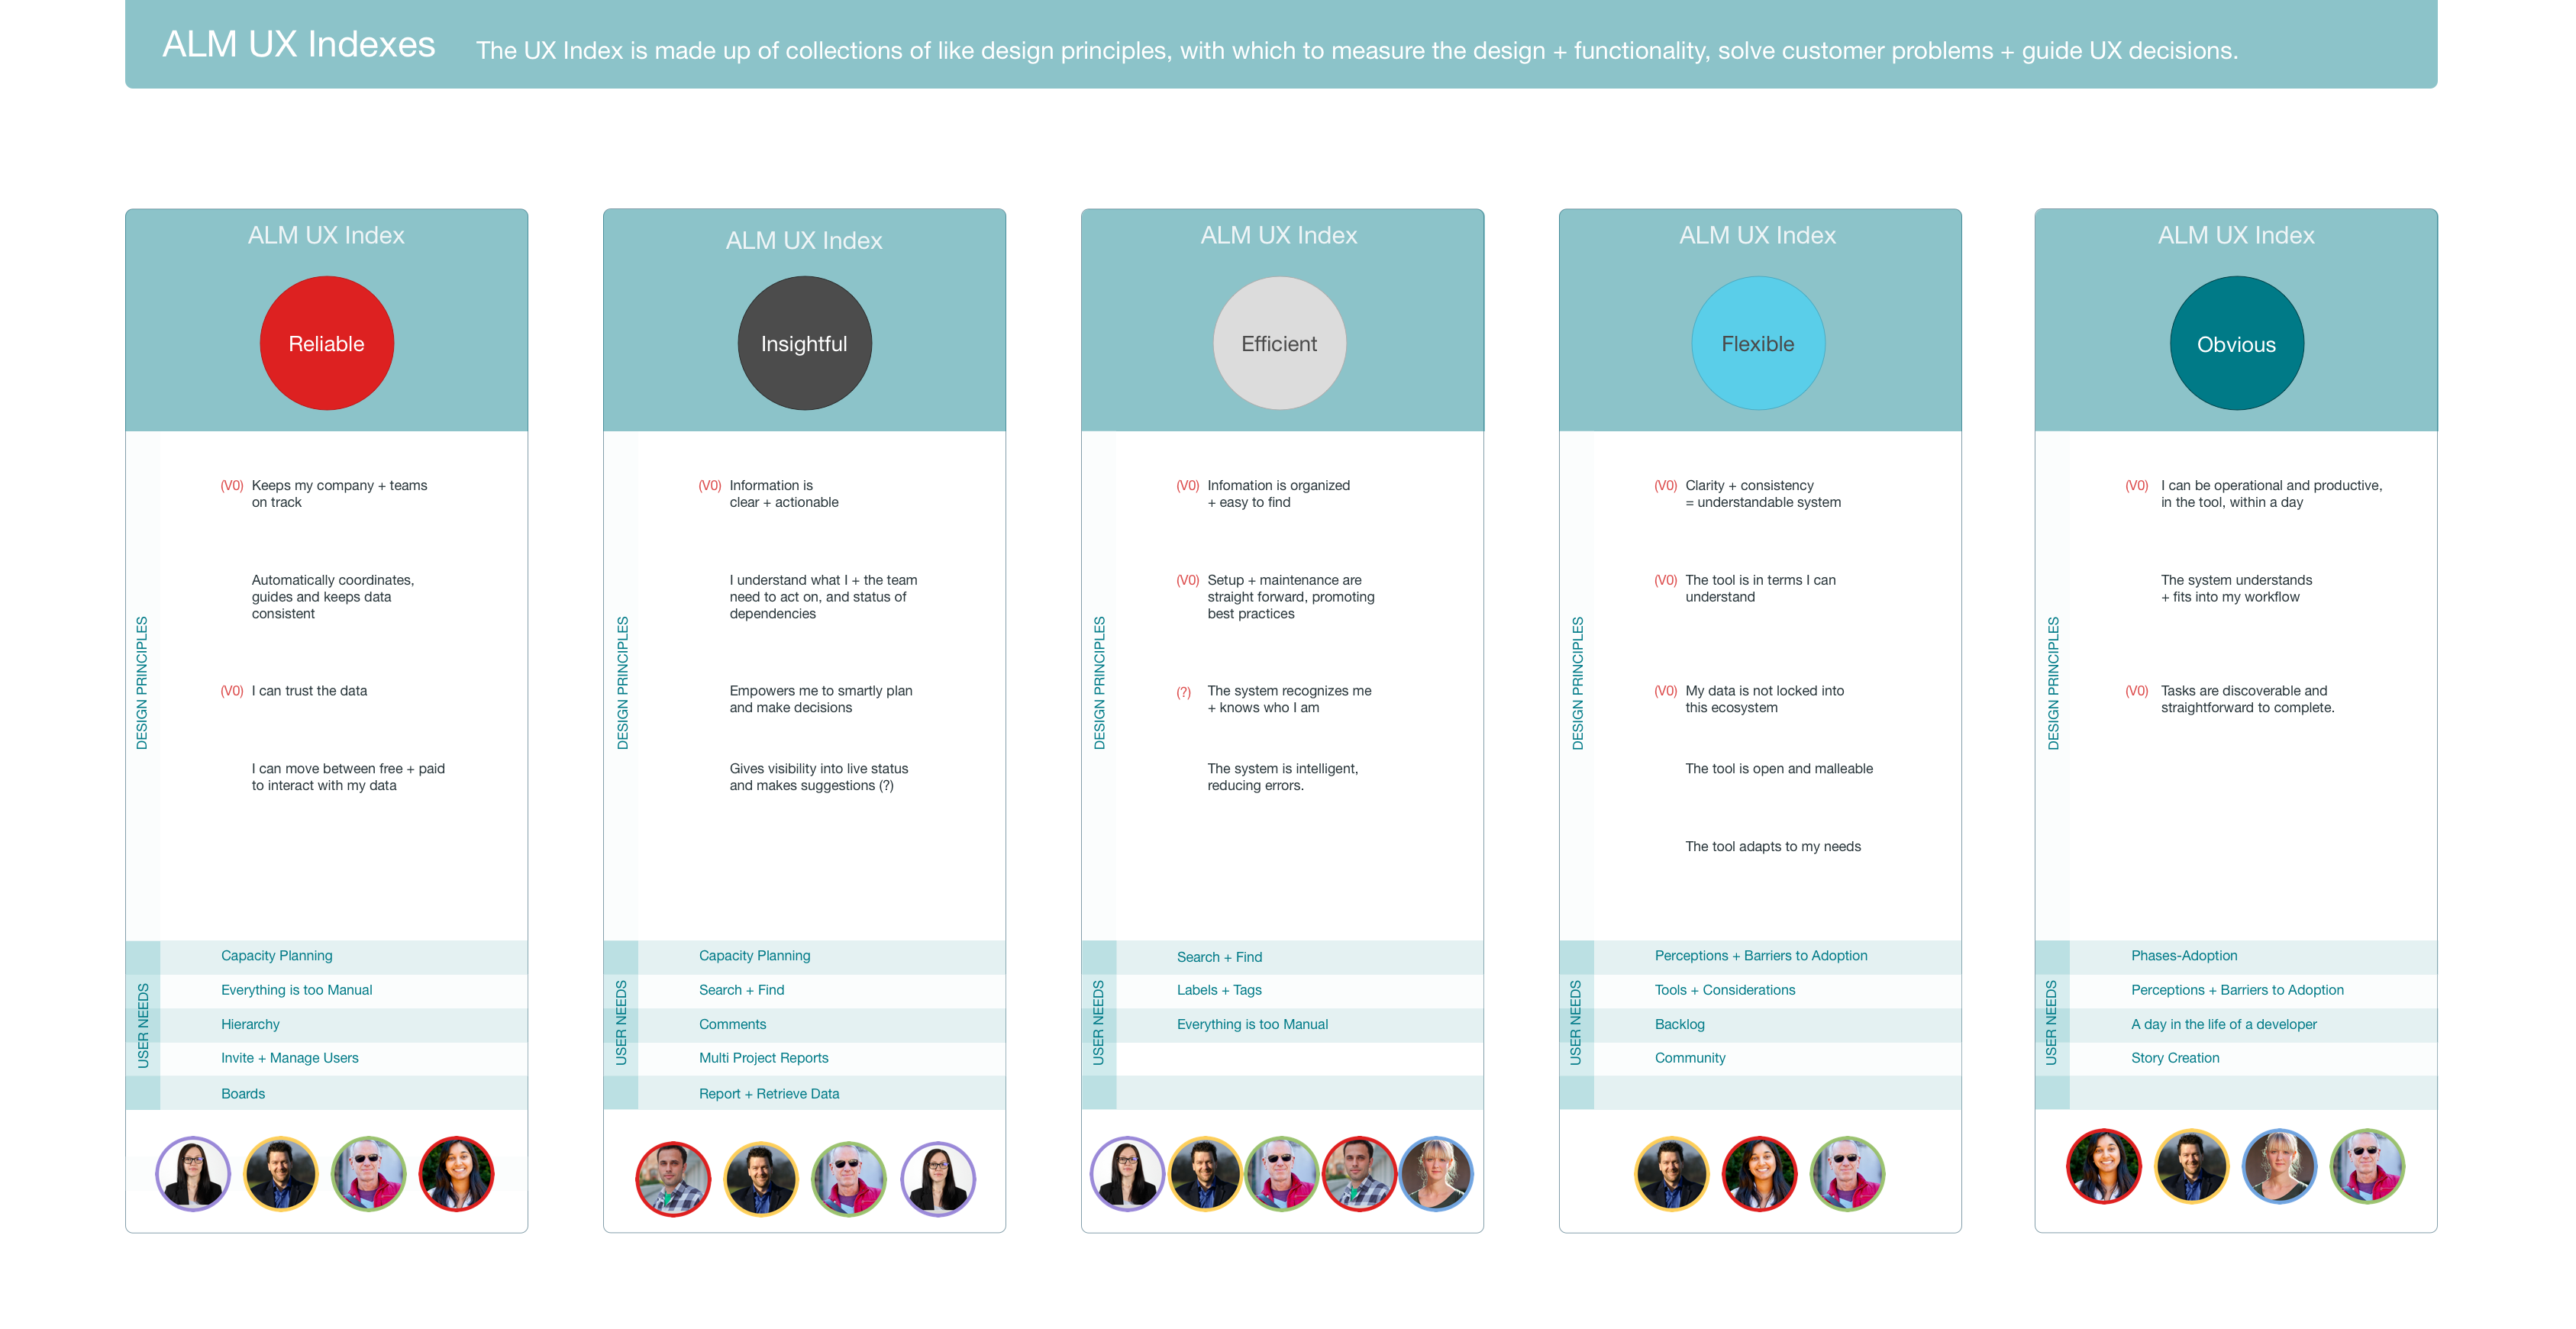 ALM UX Indexes
The UX Index is made up of collections of like design principles, with which to measure the design + functionality, solve customer problems + guide UX decisions.
ALM UX Index
Reliable
DESIGN PRINCIPLES
(V0) Keeps my company + teams
on track
Automatically coordinates,
guides and keeps data
consistent
(V0) I can trust the data
I can move between free + paid
to interact with my data
USER NEEDS
Capacity Planning
Everything is too Manual
Hierarchy
Invite + Manage Users
Boards
ALM UX Index
Insightful
DESIGN PRINCIPLES
(V0) Information is
clear + actionable
I understand what I + the team
need to act on, and status of
dependencies
Empowers me to smartly plan
and make decisions
Gives visibility into live status
and makes suggestions (?)
USER NEEDS
Capacity Planning
Search + Find
Comments
Multi Project Reports
Report + Retrieve Data
ALM UX Index
Efficient
DESIGN PRINCIPLES
(V0) Infomation is organized
+ easy to find
(V0) Setup + maintenance are
straight forward, promoting
best practices
(?) The system recognizes me
+ knows who I am
The system is intelligent,
reducing errors.
USER NEEDS
Search + Find
Labels + Tags
Everything is too Manual
ALM UX Index
Flexible
DESIGN PRINCIPLES
(V0) Clarity + consistency
= understandable system
(V0) The tool is in terms I can
understand
(V0) My data is not locked into
this ecosystem
The tool is open and malleable
The tool adapts to my needs
USER NEEDS
Perceptions + Barriers to Adoption
Tools + Considerations
Backlog
Community
ALM UX Index
Obvious
DESIGN PRINCIPLES
(V0) I can be operational and productive,
in the tool, within a day
The system understands
+ fits into my workflow
(V0) Tasks are discoverable and
straightforward to complete.
USER NEEDS
Phases-Adoption
Perceptions + Barriers to Adoption
A day in the life of a developer
Story Creation